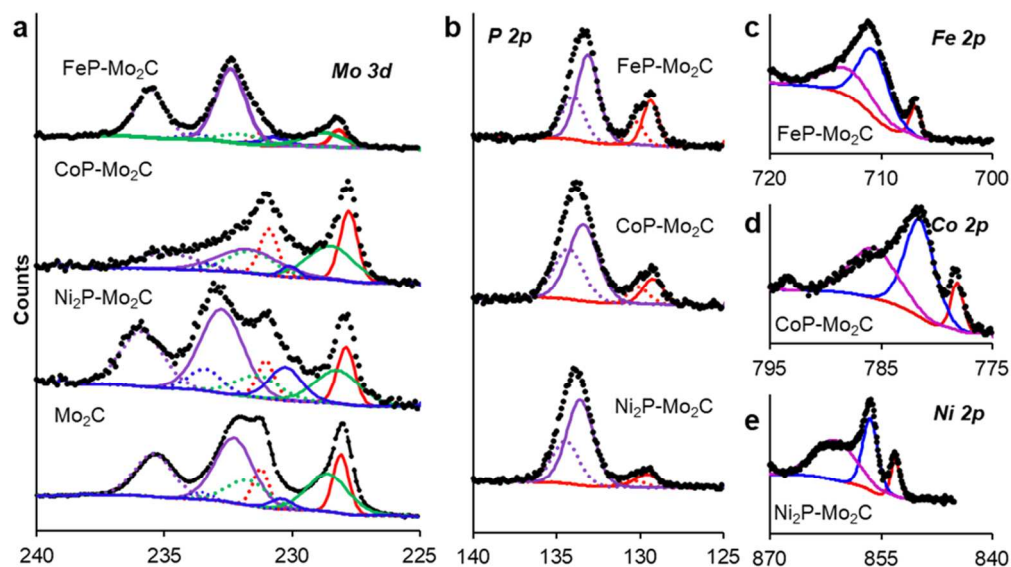 a
Mo 3d
FeP-Mo₂C
CoP-Mo₂C
Ni₂P-Mo₂C
Mo₂C
Counts
240 235 230 225
b
P 2p
FeP-Mo₂C
CoP-Mo₂C
Ni₂P-Mo₂C
140 135 130 125
c
Fe 2p
FeP-Mo₂C
720 710 700
d
Co 2p
CoP-Mo₂C
795 785 775
e
Ni 2p
Ni₂P-Mo₂C
870 855 840